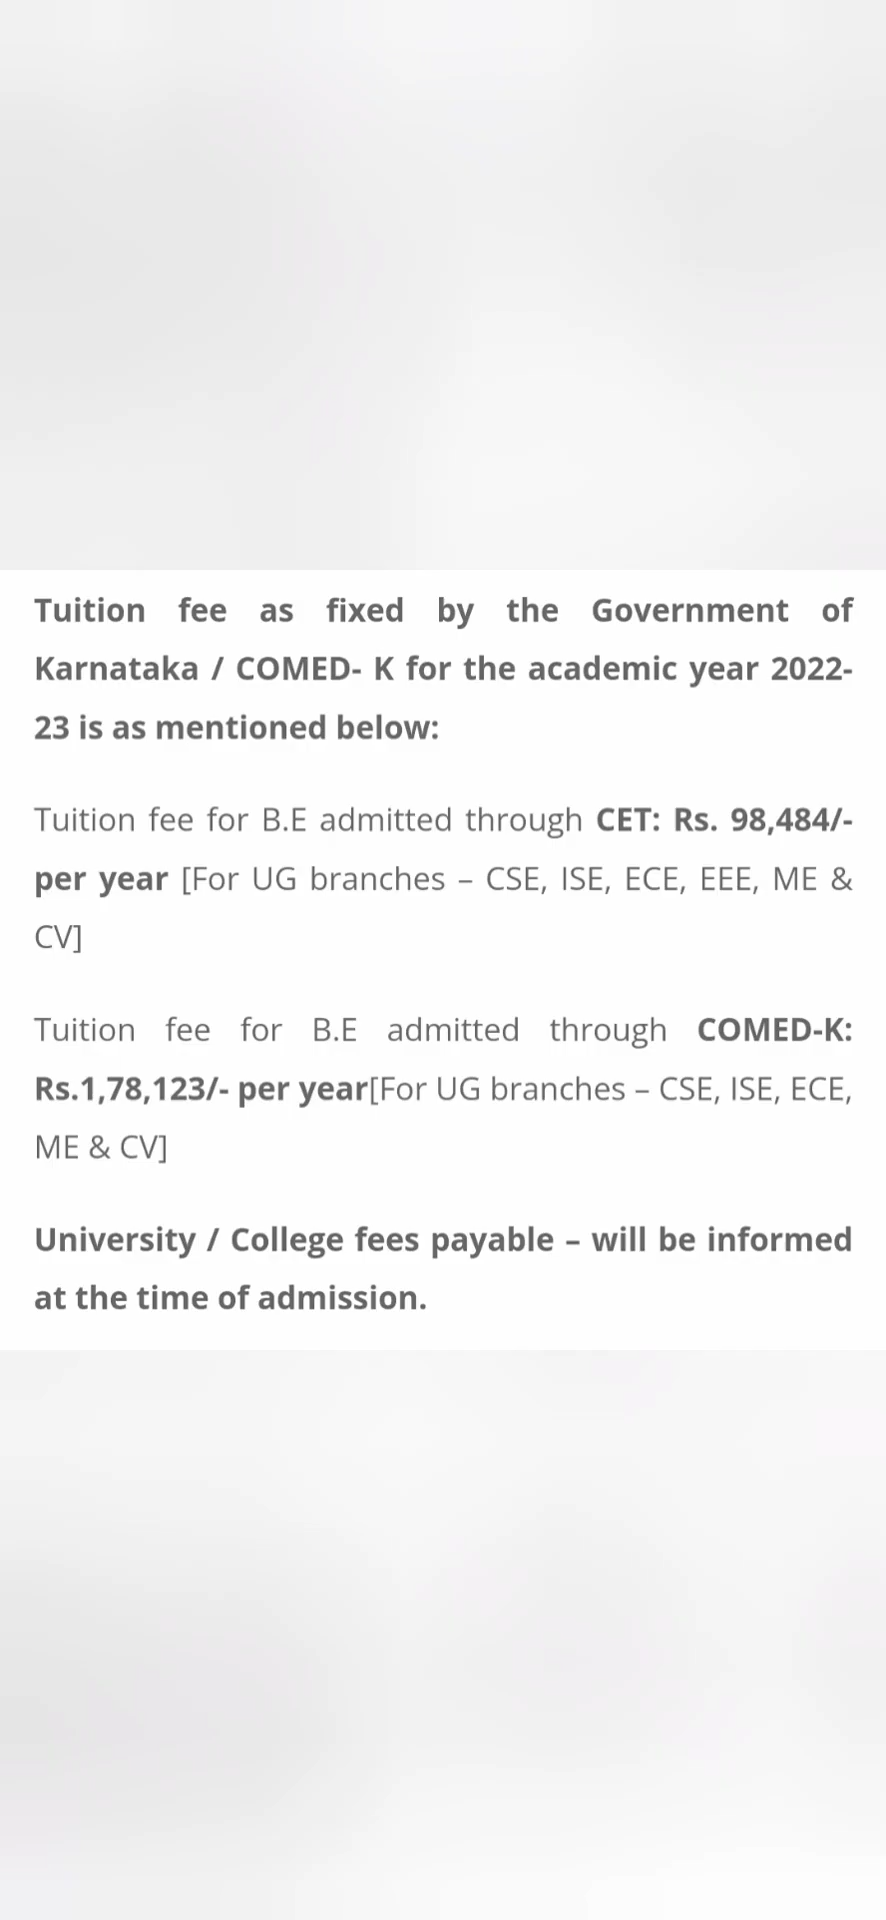 Tuition fee as fixed by the Government of
Karnataka / COMED- K for the academic year 2022-
23 is as mentioned below:
Tuition fee for B.E admitted through CET: Rs. 98,484/-
per year [For UG branches – CSE, ISE, ECE, EEE, ME &
CV]
Tuition fee for B.E admitted through COMED-K:
Rs.1,78,123/- per year[For UG branches – CSE, ISE, ECE,
ME & CV]
University / College fees payable – will be informed
at the time of admission.